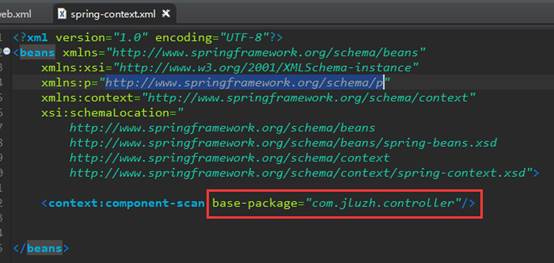 web.xml spring-context.xml
<?xml version="1.0" encoding="UTF-8"?>
<beans xmlns="http://www.springframework.org/schema/beans"
xmlns:xsi="http://www.w3.org/2001/XMLSchema-instance"
xmlns:p="http://www.springframework.org/schema/p"
xmlns:context="http://www.springframework.org/schema/context"
xsi:schemaLocation="
http://www.springframework.org/schema/beans
http://www.springframework.org/schema/beans/spring-beans.xsd
http://www.springframework.org/schema/context
http://www.springframework.org/schema/context/spring-context.xsd">
<context:component-scan base-package="com.jluzh.controller"/>
</beans>